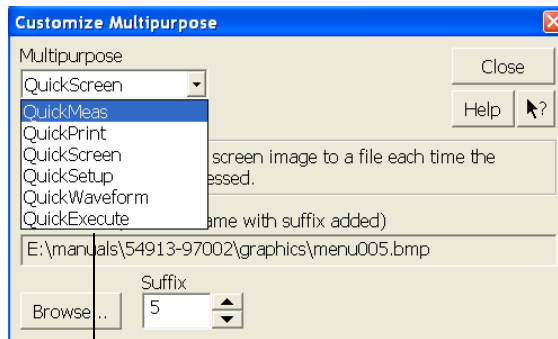 Customize Multipurpose
Multipurpose
QuickScreen
Close
QuickMeas
Help
?
QuickPrint
QuickScreen
screen image to a file each time the
QuickSetup
essed.
QuickWaveform
QuickExecute
ame with suffix added)
E:\manuals\54913-97002\graphics\menu005.bmp
Suffix
Browse...
5